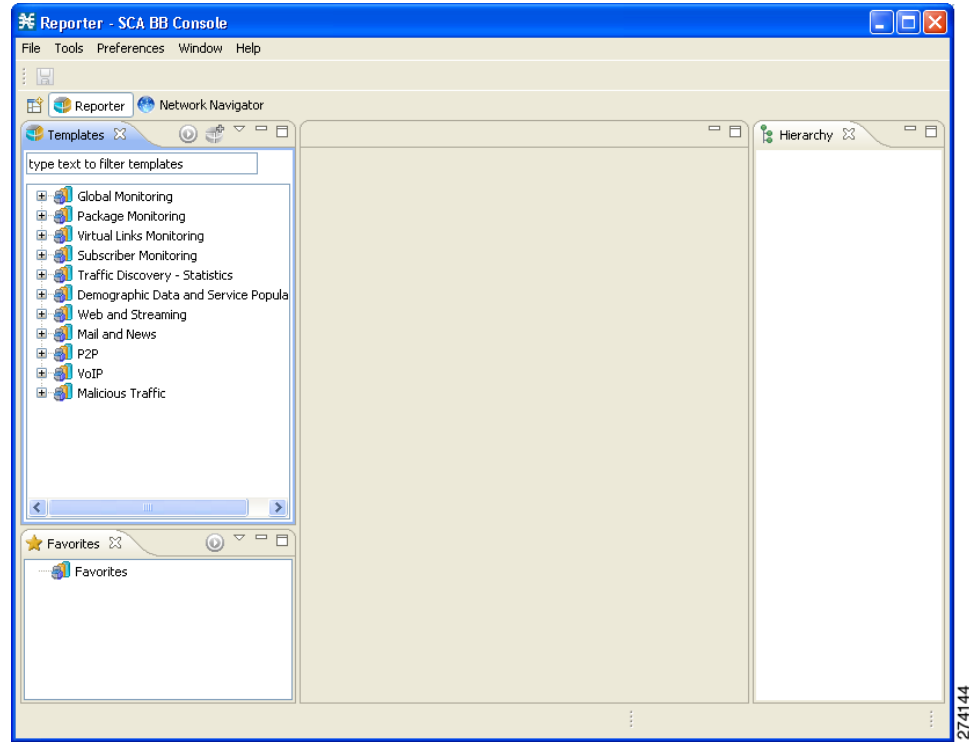 Reporter - SCA BB Console
File Tools Preferences Window Help
Reporter Network Navigator
Templates
type text to filter templates
Global Monitoring
Package Monitoring
Virtual Links Monitoring
Subscriber Monitoring
Traffic Discovery - Statistics
Demographic Data and Service Popula
Web and Streaming
Mail and News
P2P
VoIP
Malicious Traffic
Favorites
Favorites
Hierarchy
274144